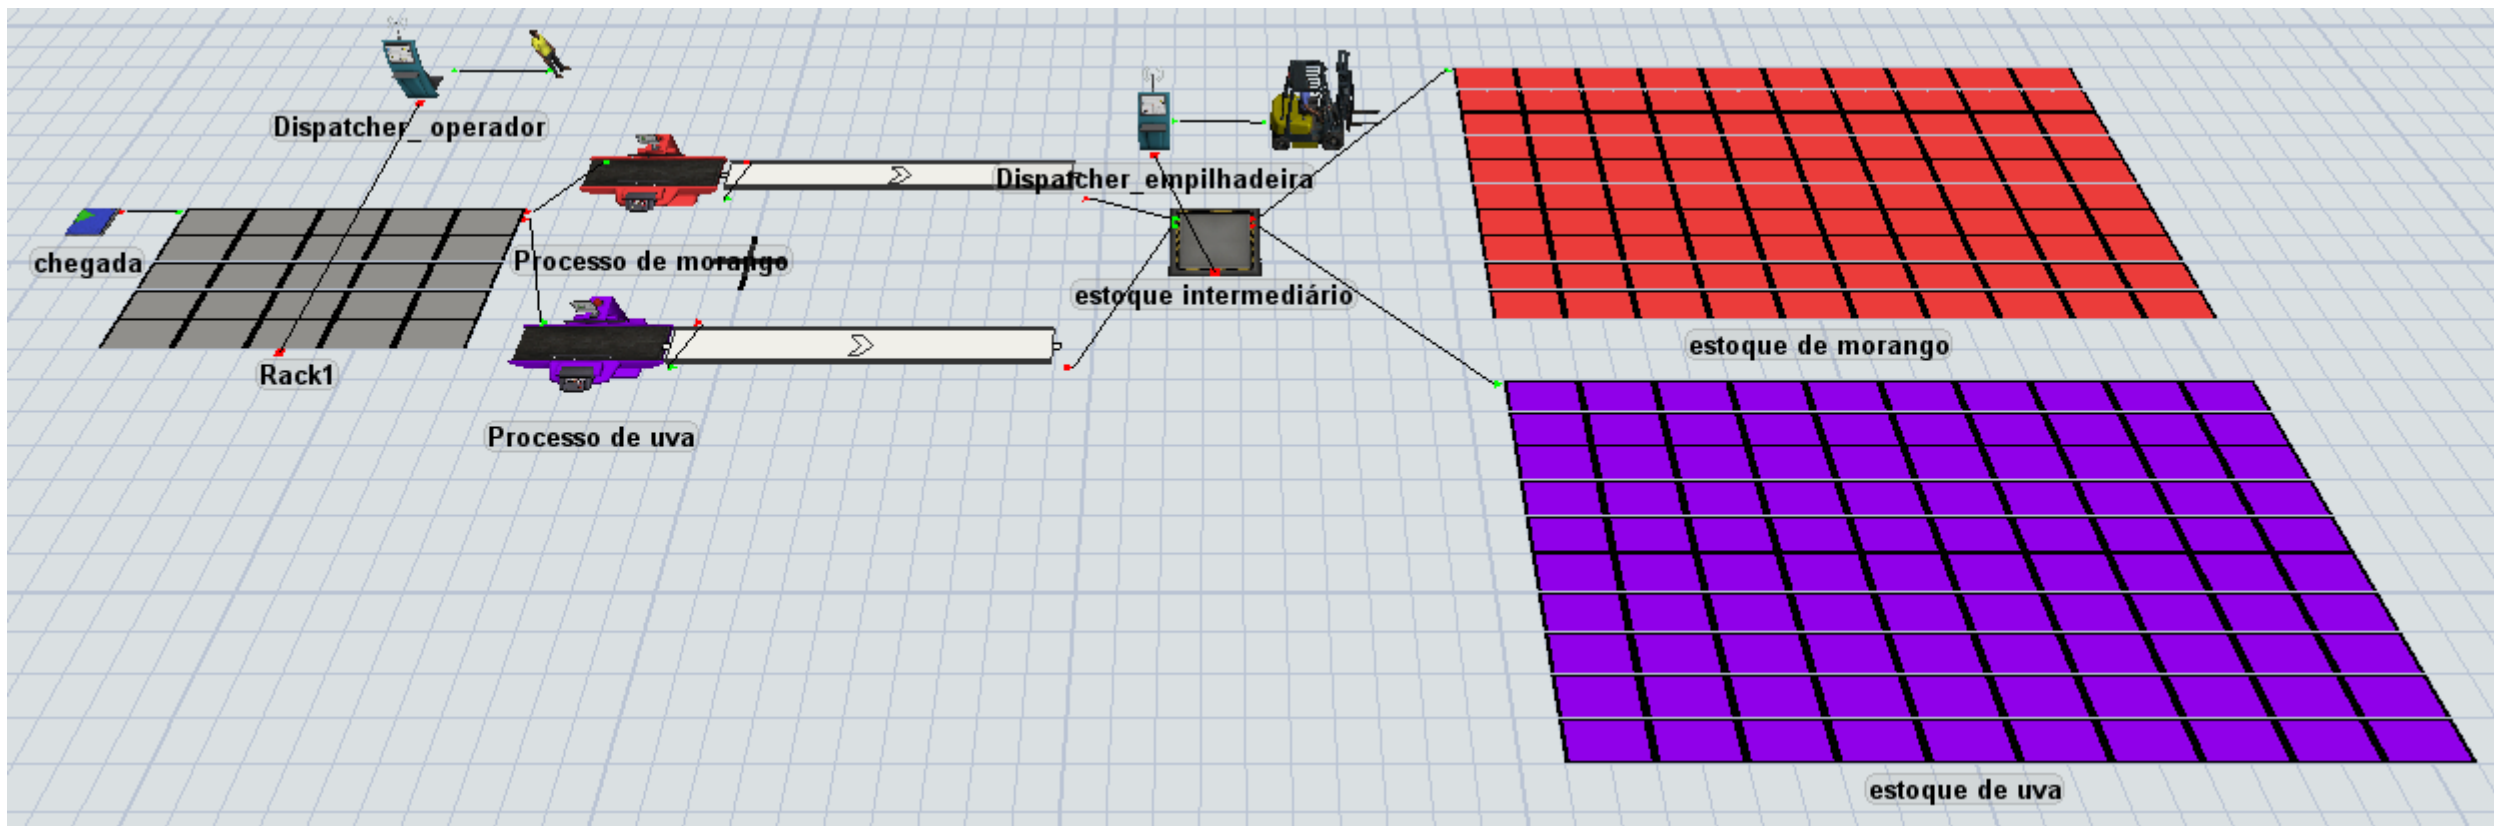 Dispatcher_ operador
Dispatcher_empilhadeira
chegada
Processo de morango
estoque intermediário
estoque de morango
Rack1
Processo de uva
estoque de uva